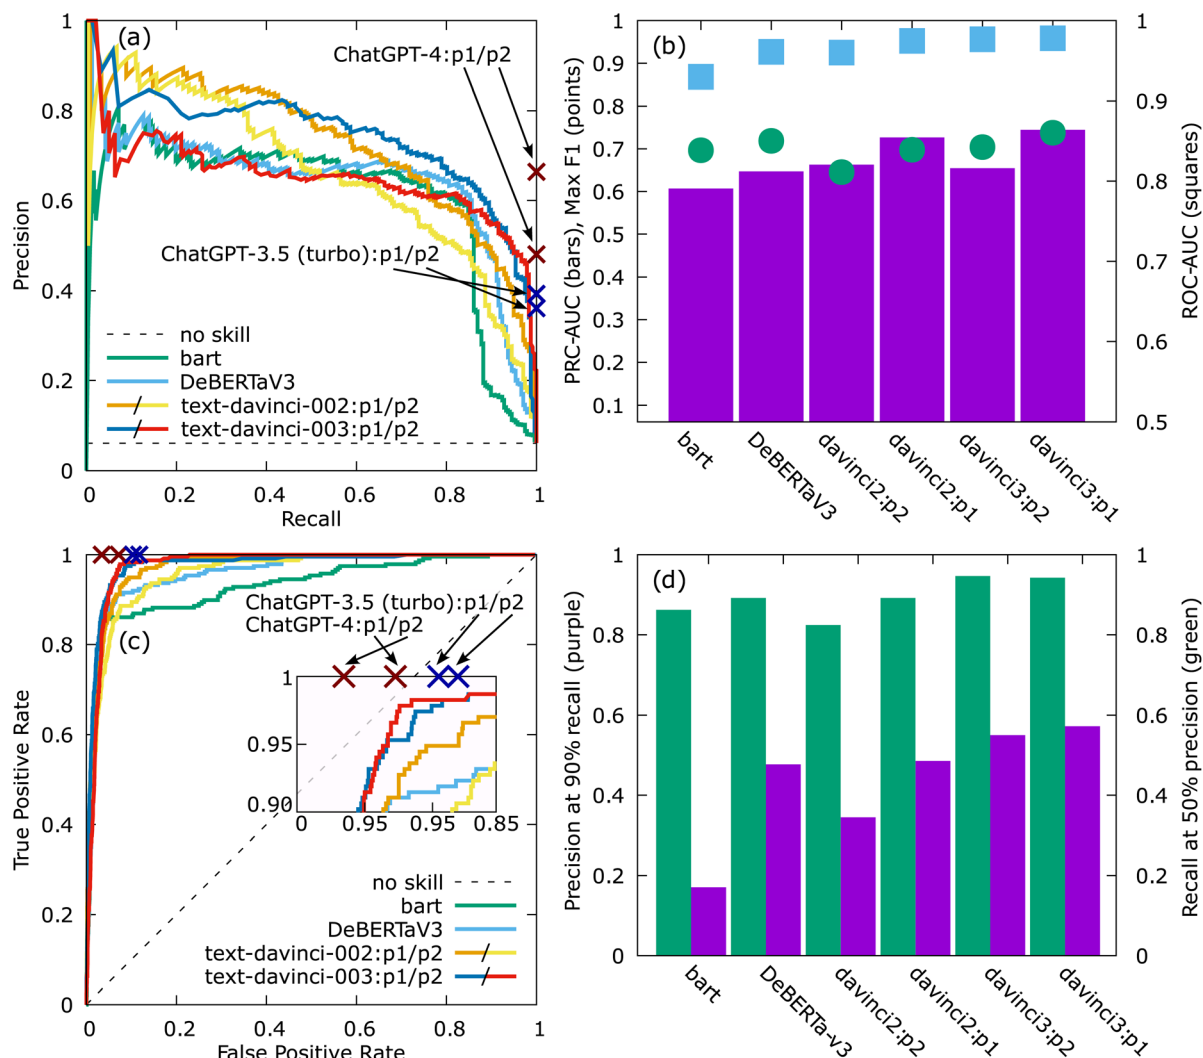 (a)
ChatGPT-4:p1/p2
ChatGPT-3.5 (turbo):p1/p2
no skill
bart
DeBERTaV3
text-davinci-002:p1/p2
text-davinci-003:p1/p2
Precision
1
0.8
0.6
0.4
0.2
0
0 0.2 0.4 0.6 0.8 1
Recall
(b)
PRC-AUC (bars), Max F1 (points)
1
0.9
0.8
0.7
0.6
0.5
0.4
0.3
0.2
0.1
1
0.9
0.8
0.7
0.6
0.5
ROC-AUC (squares)
bart
DeBERTaV3
davinci2:p2
davinci2:p1
davinci3:p2
davinci3:p1
(c)
True Positive Rate
1
0.8
0.6
0.4
0.2
0
ChatGPT-3.5 (turbo):p1/p2
ChatGPT-4:p1/p2
1
0.95
0.90
0 0.95 0.95 0.85
no skill
bart
DeBERTaV3
text-davinci-002:p1/p2
text-davinci-003:p1/p2
0 0.2 0.4 0.6 0.8 1
False Positive Rate
(d)
Precision at 90% recall (purple)
1
0.8
0.6
0.4
0.2
0
1
0.8
0.6
0.4
0.2
0
Recall at 50% precision (green)
bart
DeBERTa-v3
davinci2:p2
davinci2:p1
davinci3:p2
davinci3:p1